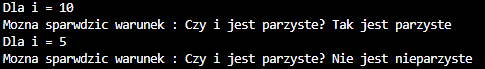 Dla i = 10
Mozna sparwdzic warunek : Czy i jest parzyste? Tak jest parzyste
Dla i = 5
Mozna sparwdzic warunek : Czy i jest parzyste? Nie jest nieparzyste